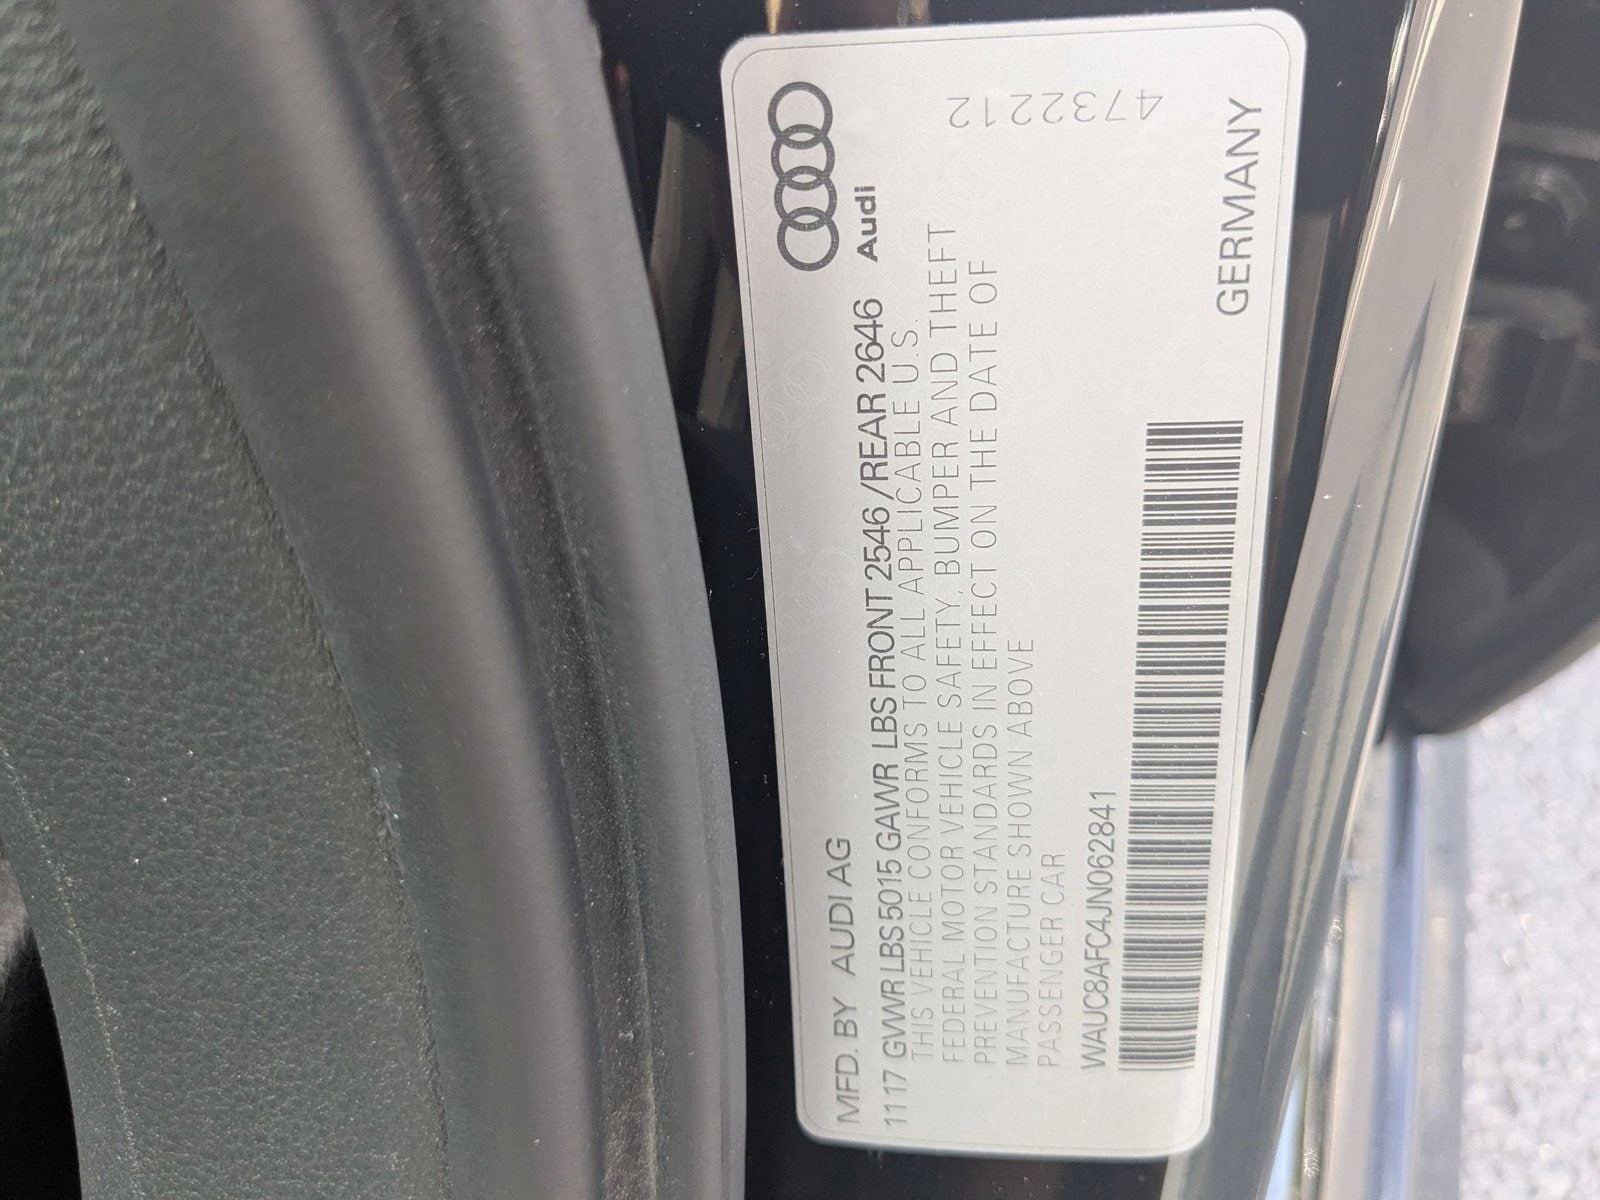 MFD. BY AUDI AG
Audi
11 17 GVWR LBS 5015 GAWR LBS FRONT 2546 /REAR 2646
THIS VEHICLE CONFORMS TO ALL APPLICABLE U.S.
FEDERAL MOTOR VEHICLE SAFETY, BUMPER AND THEFT
PREVENTION STANDARDS IN EFFECT ON THE DATE OF
MANUFACTURE SHOWN ABOVE
PASSENGER CAR
WAUC8AFC4JN062841
GERMANY
4732212